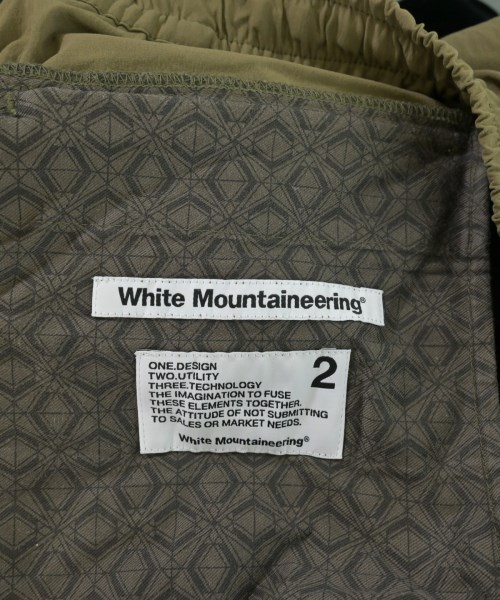 White Mountaineering®
2
ONE.DESIGN
TWO.UTILITY
THREE.TECHNOLOGY
THE IMAGINATION TO FUSE
THESE ELEMENTS TOGETHER.
THE ATTITUDE OF NOT SUBMITTING
TO SALES OR MARKET NEEDS.
White Mountaineering®